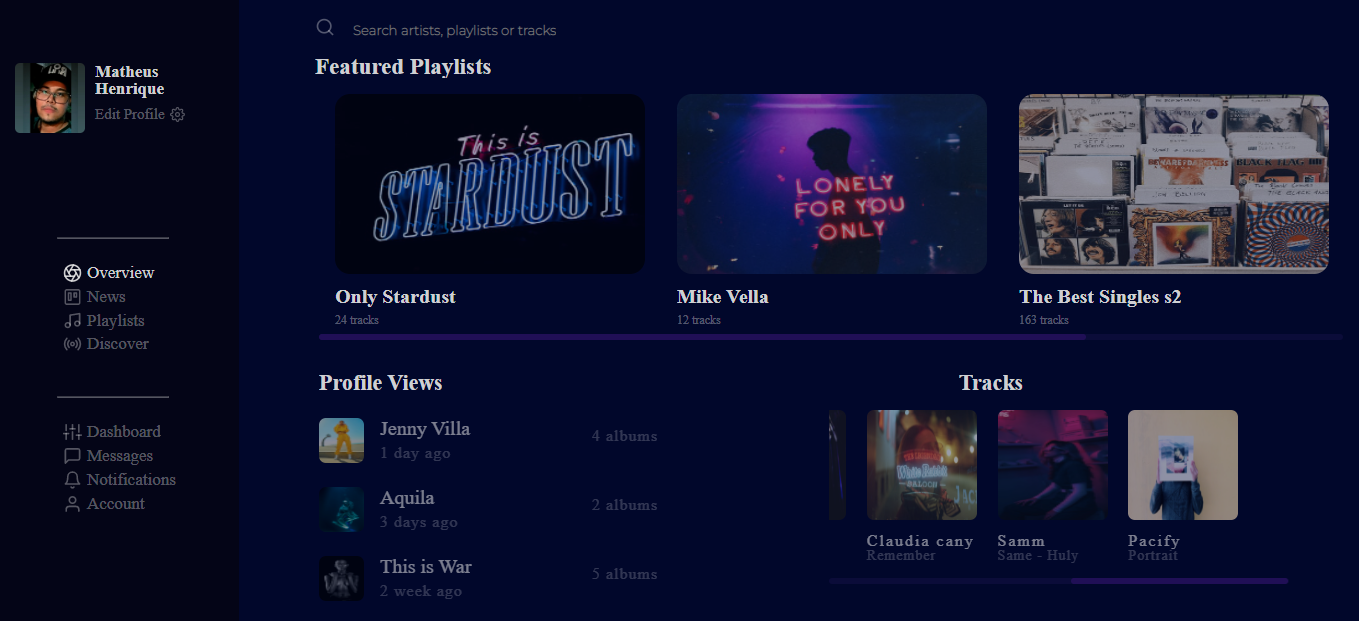 Search artists, playlists or tracks
Matheus
Henrique
Edit Profile
Overview
News
Playlists
Discover
Dashboard
Messages
Notifications
Account
Featured Playlists
This is
STARDUST
LONELY
FOR YOU
ONLY
Only Stardust
24 tracks
Mike Vella
12 tracks
The Best Singles s2
163 tracks
Profile Views
Jenny Villa
1 day ago
4 albums
Aquila
3 days ago
2 albums
This is War
2 week ago
5 albums
Tracks
White Rabbit
SALOON
Claudia cany
Remember
Samm
Same - Huly
Pacify
Portrait